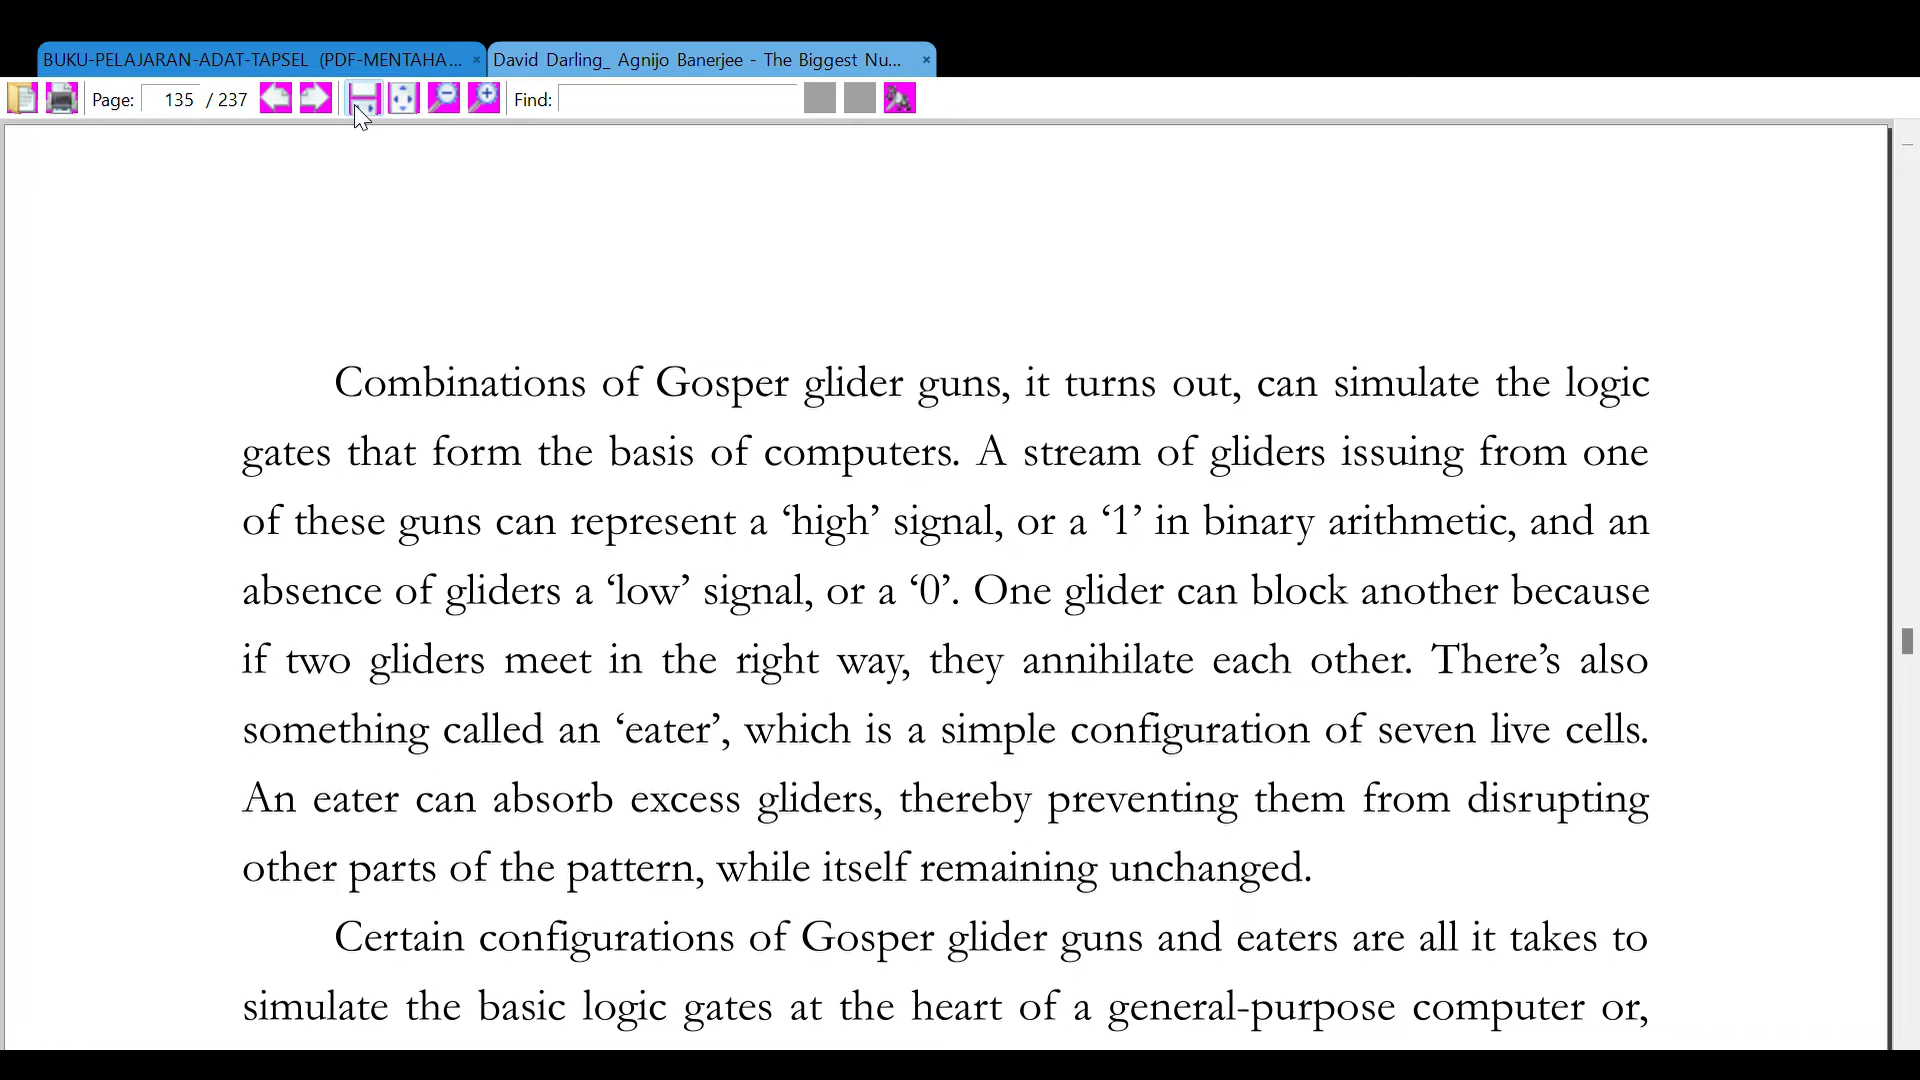 BUKU-PELAJARAN-ADAT-TAPSEL (PDF-MENTAHA... × David Darling_ Agnijo Banerjee - The Biggest Nu... ×
Page: 135 / 237 Find:
Combinations of Gosper glider guns, it turns out, can simulate the logic
gates that form the basis of computers. A stream of gliders issuing from one
of these guns can represent a ‘high’ signal, or a ‘1’ in binary arithmetic, and an
absence of gliders a ‘low’ signal, or a ‘0’. One glider can block another because
if two gliders meet in the right way, they annihilate each other. There’s also
something called an ‘eater’, which is a simple configuration of seven live cells.
An eater can absorb excess gliders, thereby preventing them from disrupting
other parts of the pattern, while itself remaining unchanged.
Certain configurations of Gosper glider guns and eaters are all it takes to
simulate the basic logic gates at the heart of a general-purpose computer or,